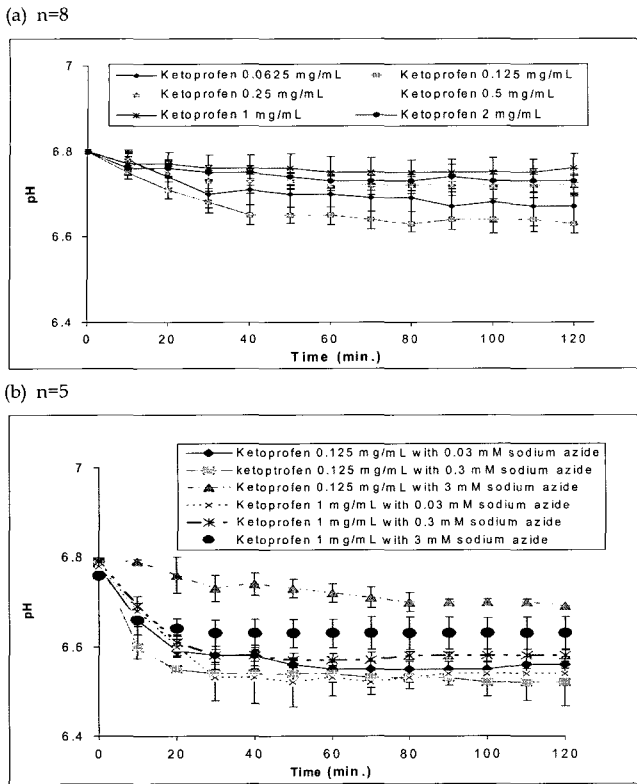 (a) n=8
7
Ketoprofen 0.0625 mg/mL
Ketoprofen 0.125 mg/mL
Ketoprofen 0.25 mg/mL
Ketoprofen 0.5 mg/mL
Ketoprofen 1 mg/mL
Ketoprofen 2 mg/mL
6.8
pH
6.6
6.4
0 20 40 60 80 100 120
Time (min.)
(b) n=5
7
Ketoprofen 0.125 mg/mL with 0.03 mM sodium azide
ketoptrofen 0.125 mg/mL with 0.3 mM sodium azide
Ketoprofen 0.125 mg/mL with 3 mM sodium azide
Ketoprofen 1 mg/mL with 0.03 mM sodium azide
Ketoprofen 1 mg/mL with 0.3 mM sodium azide
Ketoprofen 1 mg/mL with 3 mM sodium azide
6.8
pH
6.6
6.4
0 20 40 60 80 100 120
Time (min.)